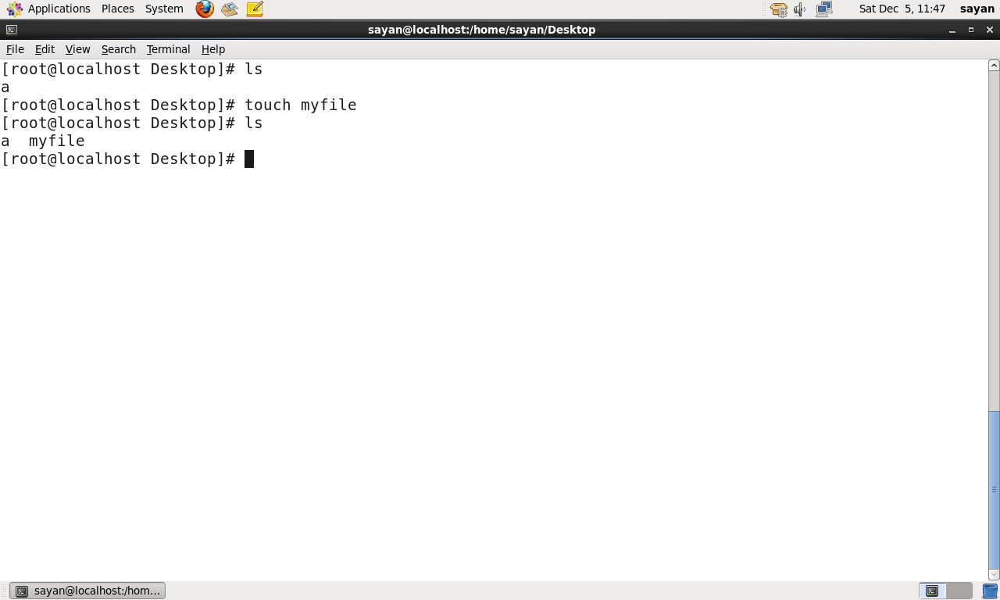 Applications Places System Sat Dec  5, 11:47 sayan
sayan@localhost:/home/sayan/Desktop
File Edit View Search Terminal Help
[root@localhost Desktop]# ls
a
[root@localhost Desktop]# touch myfile
[root@localhost Desktop]# ls
a  myfile
[root@localhost Desktop]#
sayan@localhost:/hom...